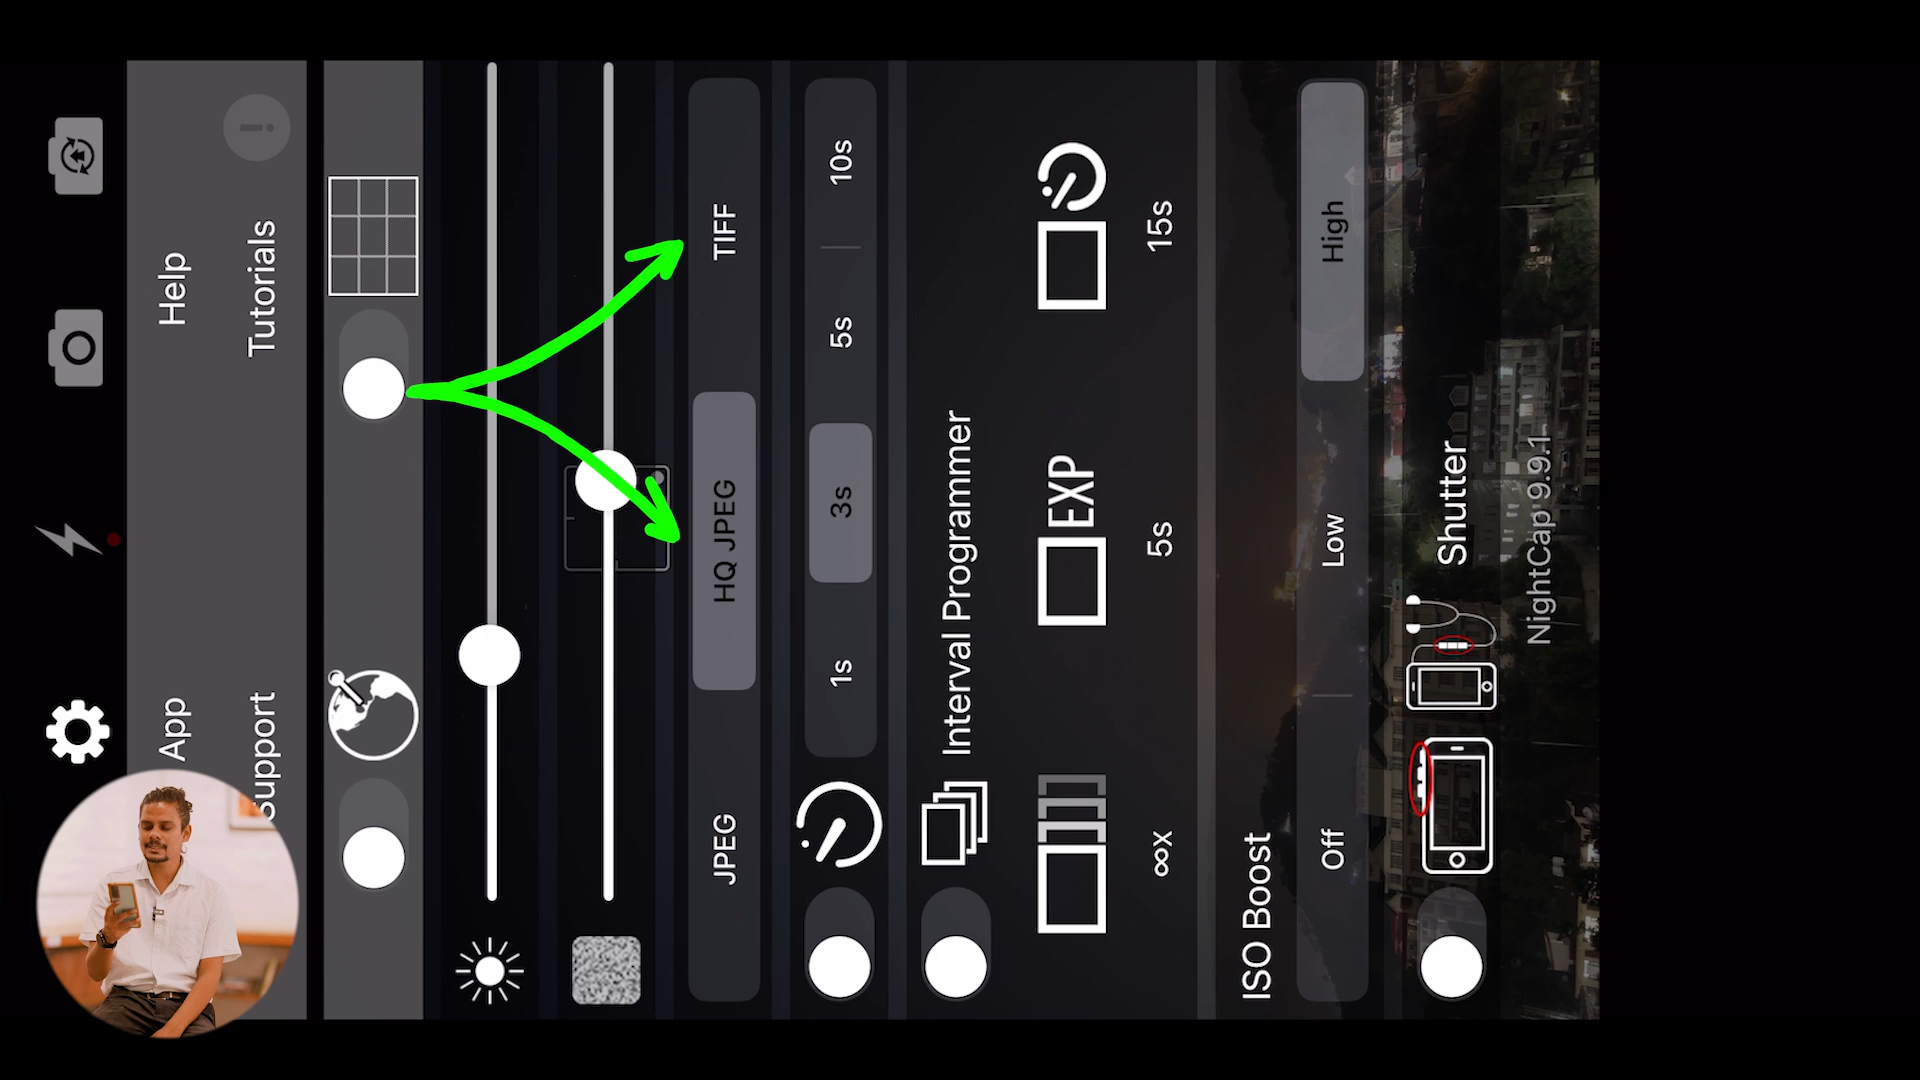 App Help
Support Tutorials
JPEG HQ JPEG TIFF
1s 3s 5s 10s
Interval Programmer
EXP
∞x 5s 15s
ISO Boost
Off Low High
Shutter
NightCap 9.9.1